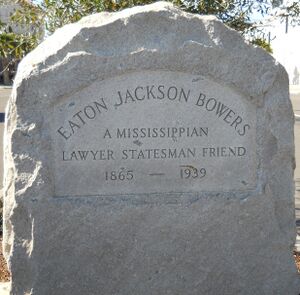 EATON JACKSON BOWERS
A MISSISSIPPIAN
LAWYER STATESMAN FRIEND
1865 — 1939